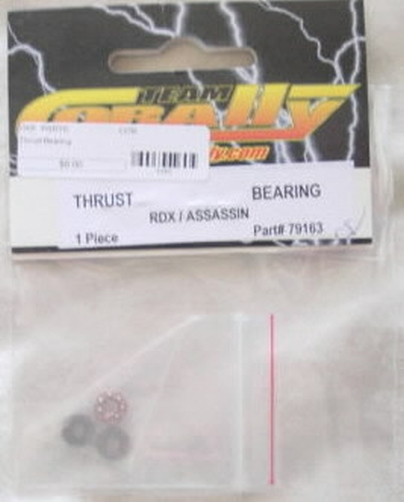 TEAM
CORALLY
Thrust Bearing
THRUST BEARING
RDX / ASSASSIN
1 Piece Part# 79163